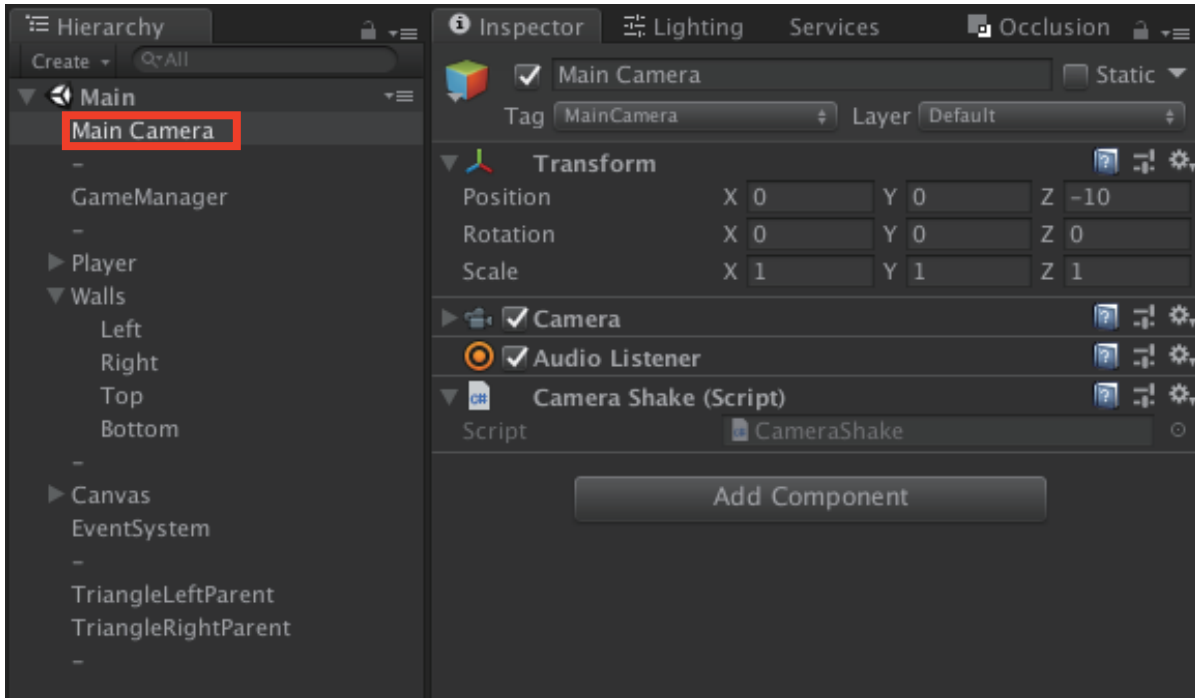 Hierarchy
Create All
Main
Main Camera
–
GameManager
–
Player
Walls
Left
Right
Top
Bottom
–
Canvas
EventSystem
–
TriangleLeftParent
TriangleRightParent
–
Inspector Lighting Services Occlusion
Main Camera Static
Tag MainCamera Layer Default
Transform
Position X 0 Y 0 Z -10
Rotation X 0 Y 0 Z 0
Scale X 1 Y 1 Z 1
Camera
Audio Listener
C# Camera Shake (Script)
Script CameraShake
Add Component